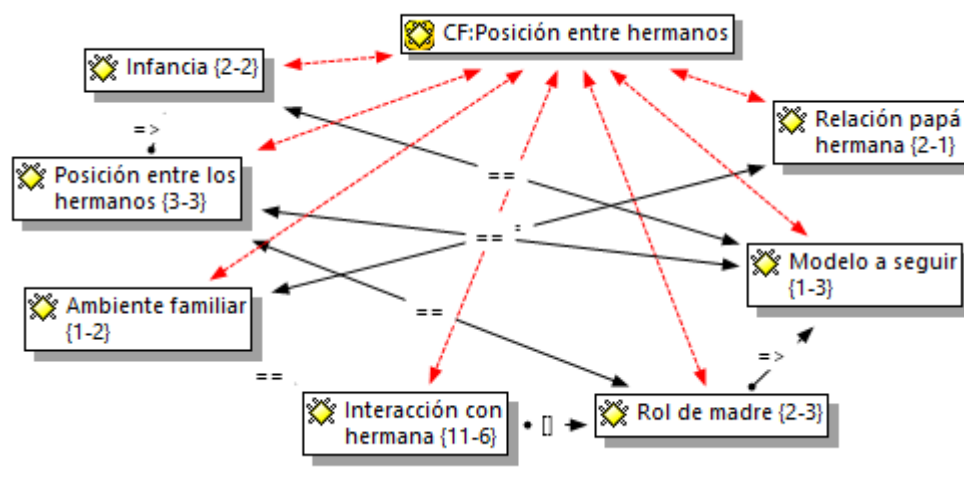 CF:Posición entre hermanos
Infancia {2-2}
Relación papá
hermana {2-1}
=>
==
Posición entre los
hermanos {3-3}
==
Modelo a seguir
{1-3}
Ambiente familiar
{1-2}
==
=>
==
Interacción con
hermana {11-6}
[]
Rol de madre {2-3}